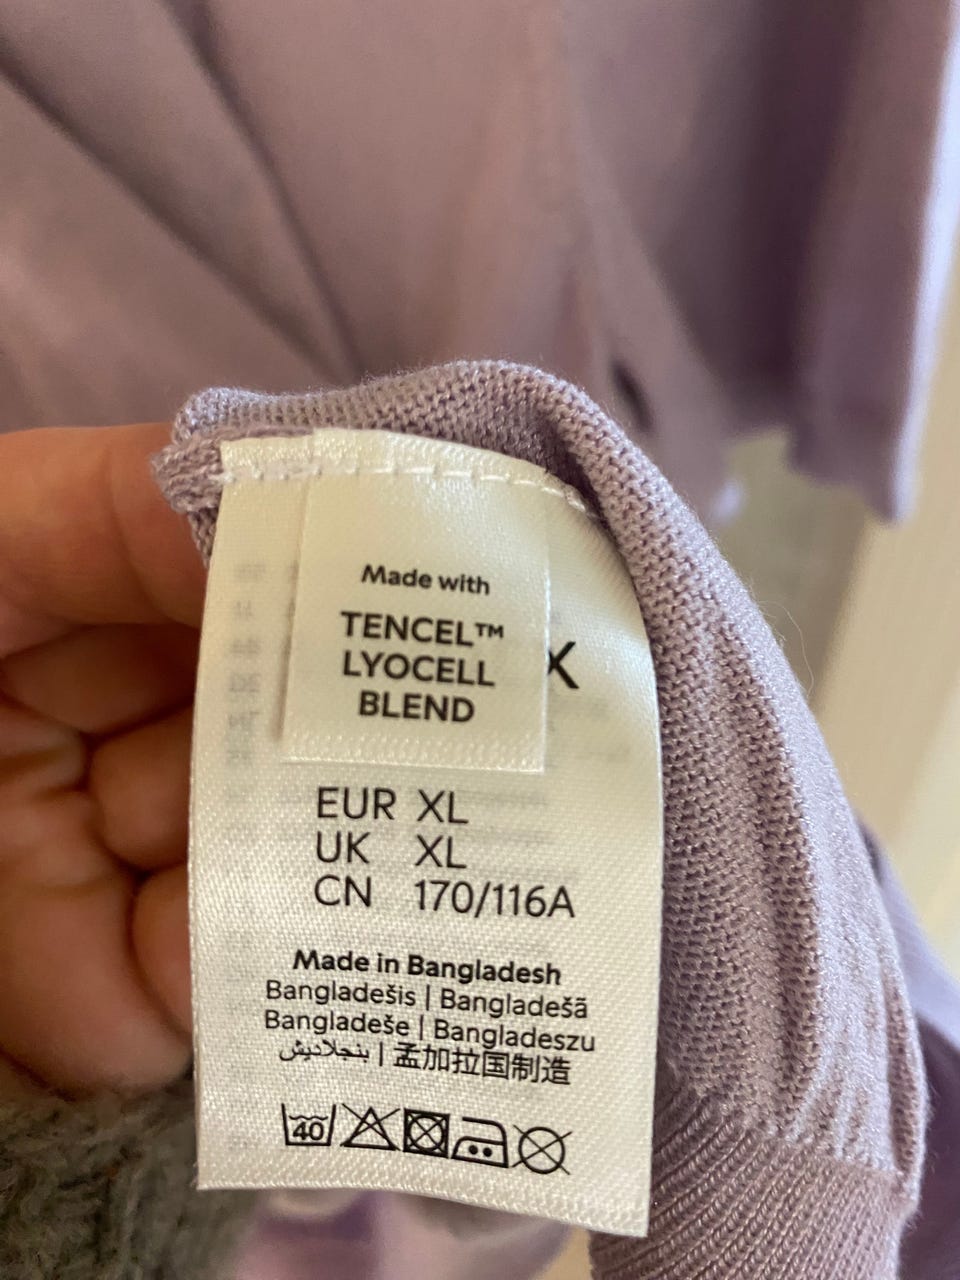 Made with
TENCEL™
LYOCELL
BLEND
EUR XL
UK XL
CN 170/116A
Made in Bangladesh
Bangladešis | Bangladešā
Bangladeše | Bangladeszu
بنجلاديش | 孟加拉国制造
40